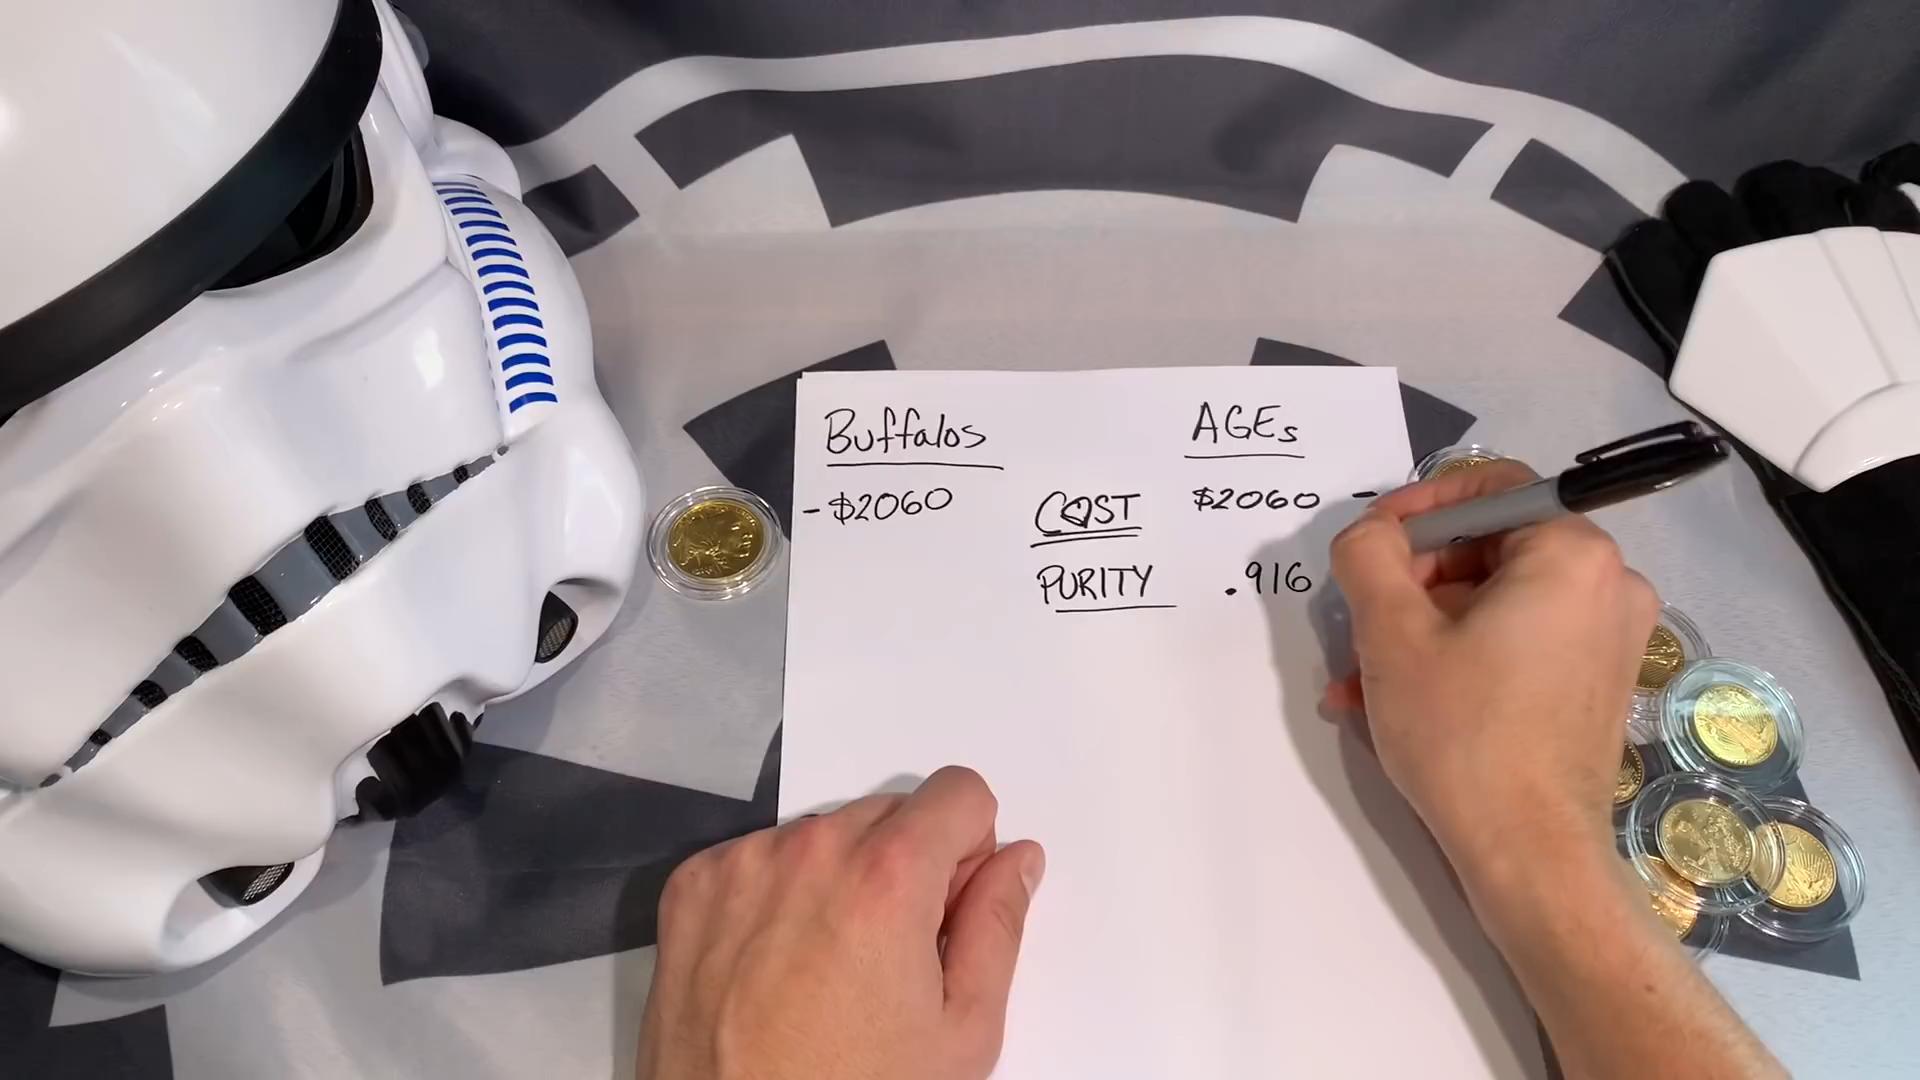 Buffalos AGEs
- $2060 COST $2060 -
PURITY .916